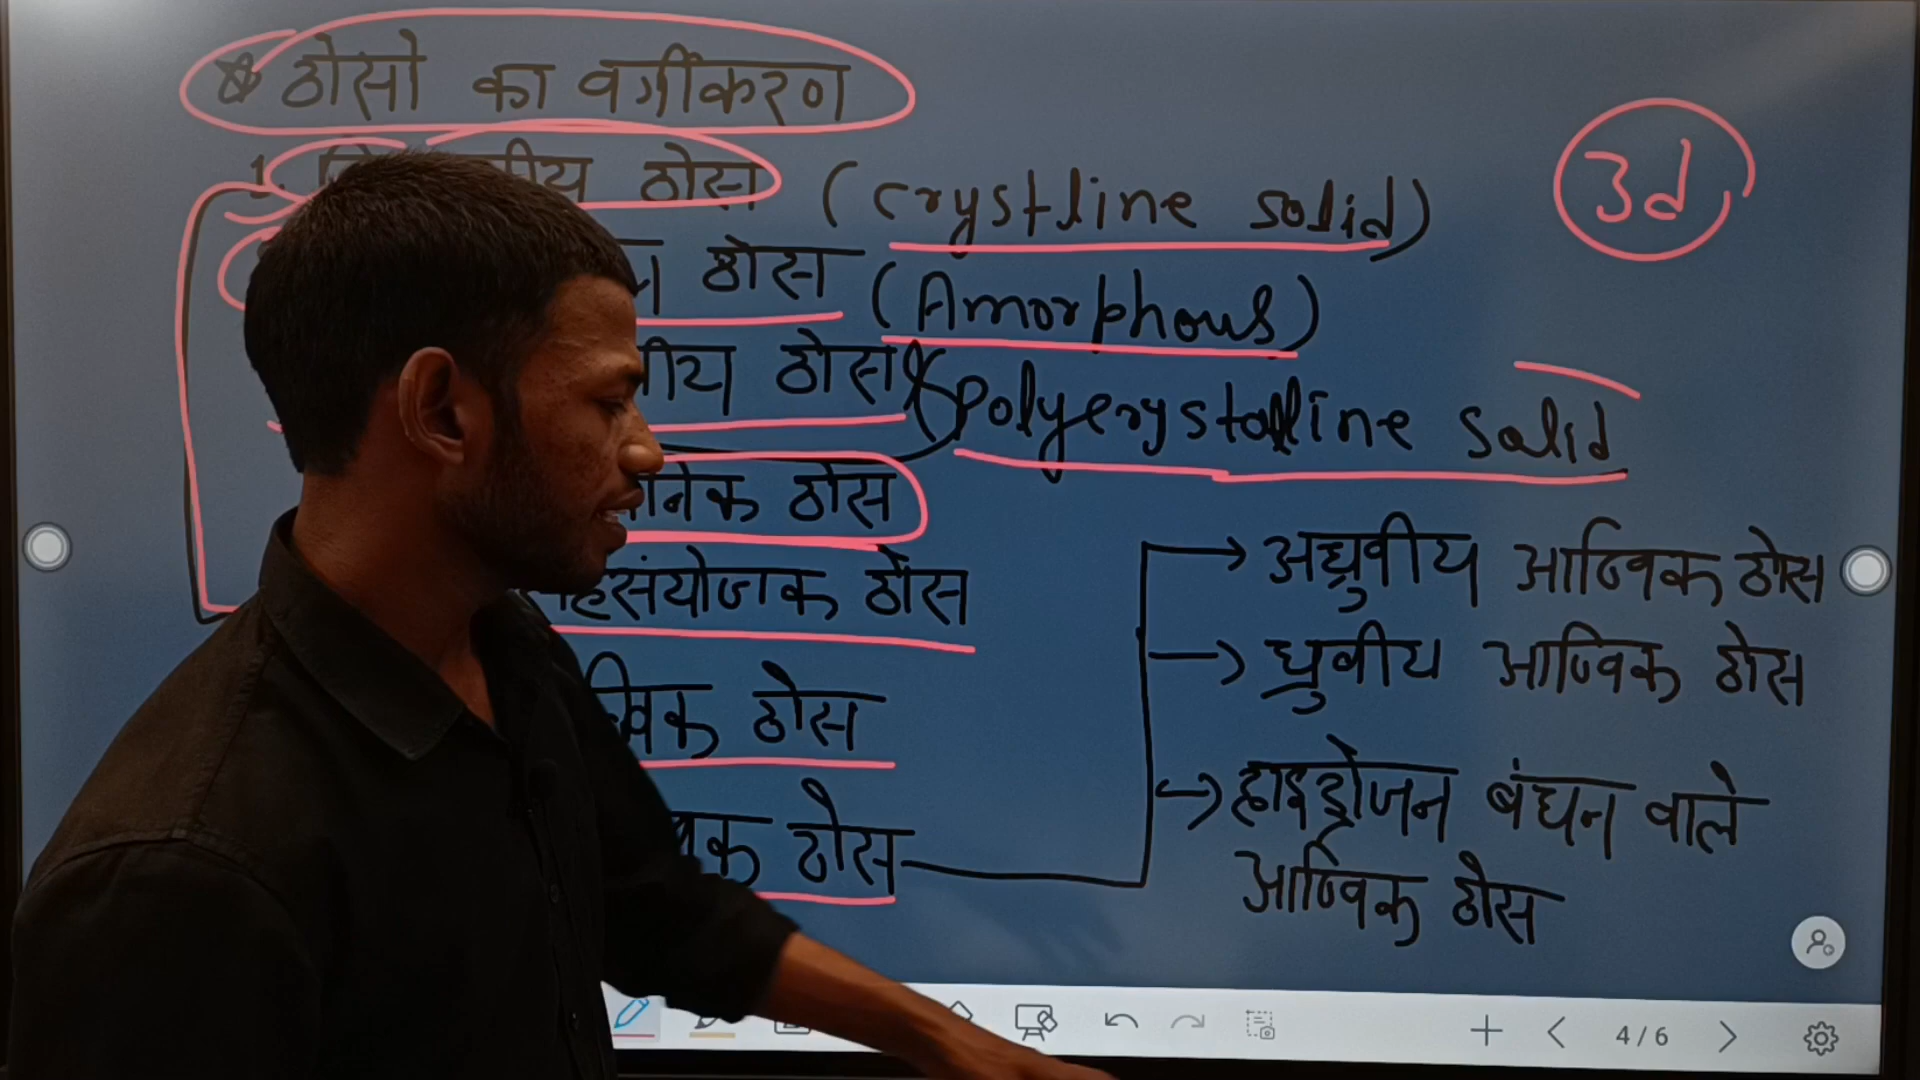 ठोसो का वर्गीकरण
1. ठोस (crystline solid)
3d
ठोस (Amorphous)
ठोस (Polycrystalline solid
ठोस
सहसंयोजक ठोस
ठोस
ठोस
→ अध्रुवीय आण्विक ठोस
→ ध्रुवीय आण्विक ठोस
→ हाइड्रोजन बंधन वाले
आण्विक ठोस
4/6